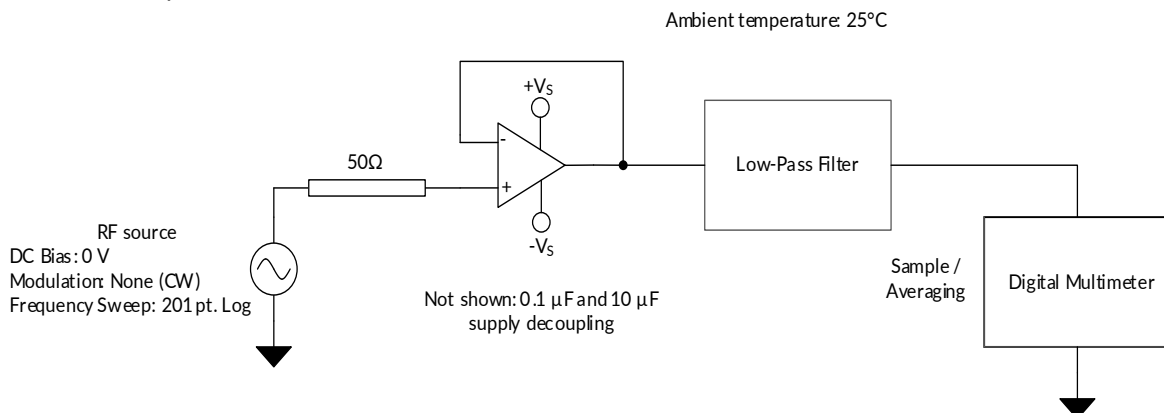 Ambient temperature: 25°C
+VS
-
50Ω
+
Low-Pass Filter
-VS
RF source
DC Bias: 0 V
Modulation: None (CW)
Frequency Sweep: 201 pt. Log
Not shown: 0.1 µF and 10 µF
supply decoupling
Sample /
Averaging
Digital Multimeter